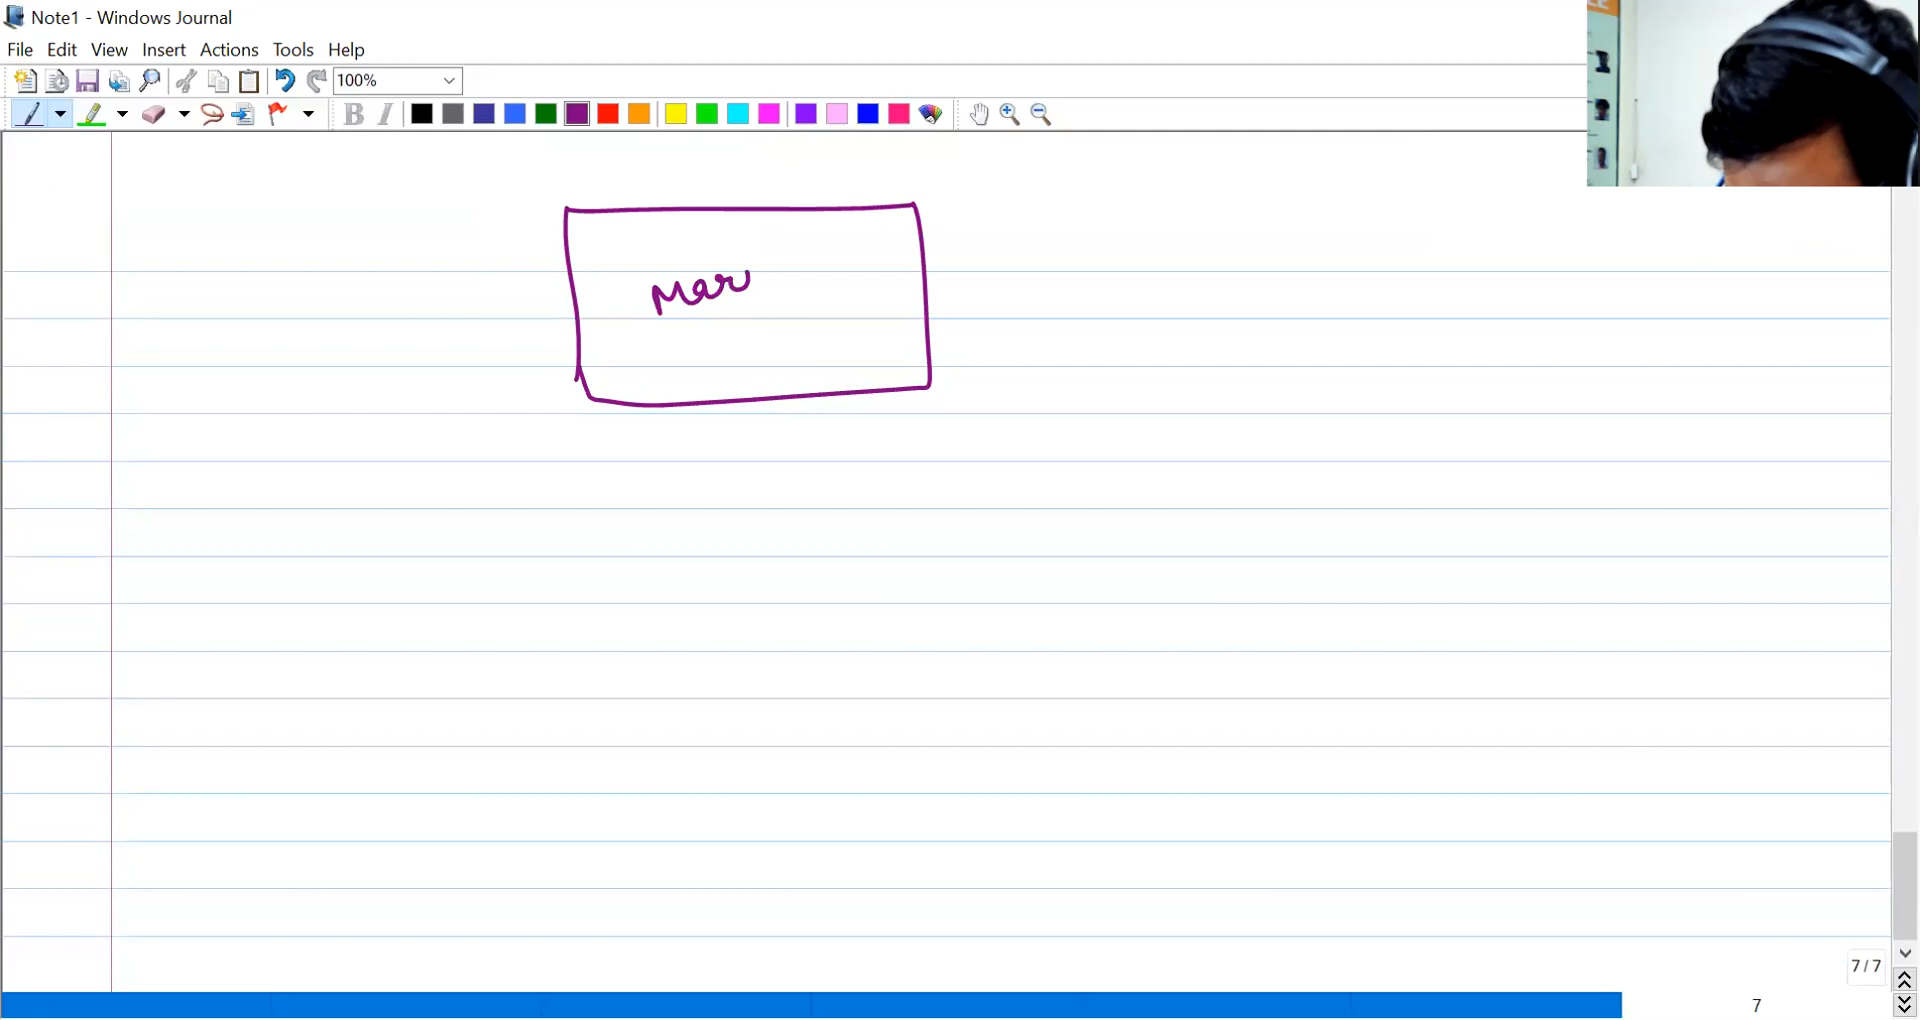 Note1 - Windows Journal
File Edit View Insert Actions Tools Help
100%
B I
Mar
7 / 7
7